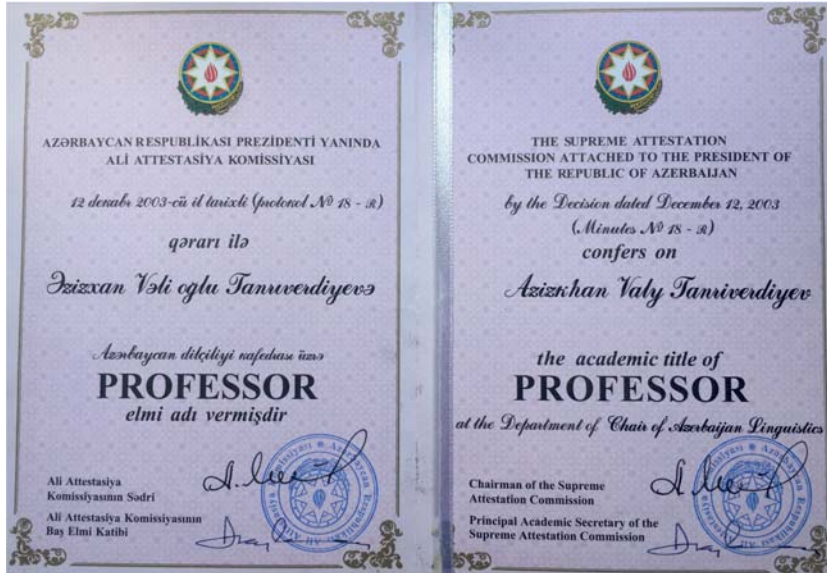 AZƏRBAYCAN RESPUBLİKASI PREZİDENTİ YANINDA
ALİ ATTESTASİYA KOMİSSİYASI
12 dekabr 2003-cü il tarixli (protokol № 18 - R)
qərarı ilə
Əzizxan Vəli oğlu Tanrıverdiyevə
Azərbaycan dilçiliyi kafedrası üzrə
PROFESSOR
elmi adı vermişdir
Ali Attestasiya
Komissiyasının Sədri
Ali Attestasiya Komissiyasının
Baş Elmi Katibi
THE SUPREME ATTESTATION
COMMISSION ATTACHED TO THE PRESIDENT OF
THE REPUBLIC OF AZERBAIJAN
by the Decision dated December 12, 2003
(Minutes № 18 - R)
confers on
Azizkhan Valy Tanriverdiyev
the academic title of
PROFESSOR
at the Department of Chair of Azerbaijan Linguistics
Chairman of the Supreme
Attestation Commission
Principal Academic Secretary of the
Supreme Attestation Commission